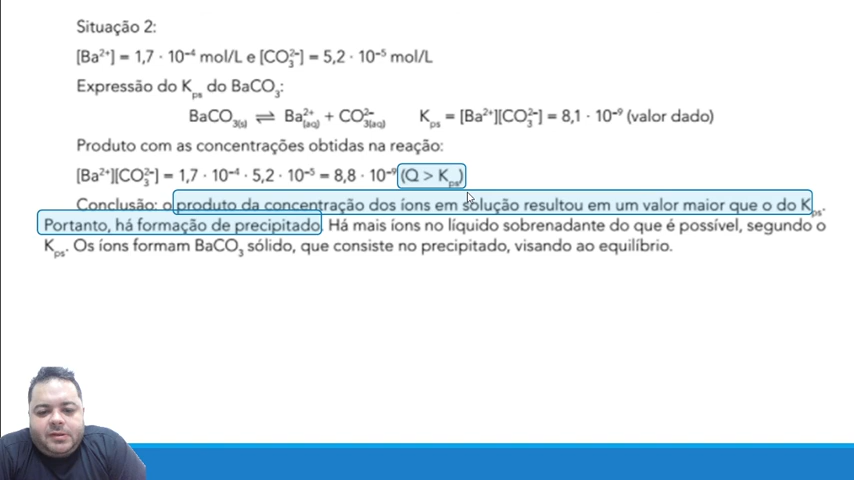 Situação 2:
[Ba²⁺] = 1,7 · 10⁻⁴ mol/L e [CO₃²⁻] = 5,2 · 10⁻⁵ mol/L
Expressão do Kₚₛ do BaCO₃:
BaCO₃₍ₛ₎ ⇌ Ba²⁺₍aq₎ + CO₃²⁻₍aq₎ Kₚₛ = [Ba²⁺][CO₃²⁻] = 8,1 · 10⁻⁹ (valor dado)
Produto com as concentrações obtidas na reação:
[Ba²⁺][CO₃²⁻] = 1,7 · 10⁻⁴ · 5,2 · 10⁻⁵ = 8,8 · 10⁻⁹ (Q > Kₚₛ)
Conclusão: o produto da concentração dos íons em solução resultou em um valor maior que o do Kₚₛ.
Portanto, há formação de precipitado. Há mais íons no líquido sobrenadante do que é possível, segundo o
Kₚₛ. Os íons formam BaCO₃ sólido, que consiste no precipitado, visando ao equilíbrio.